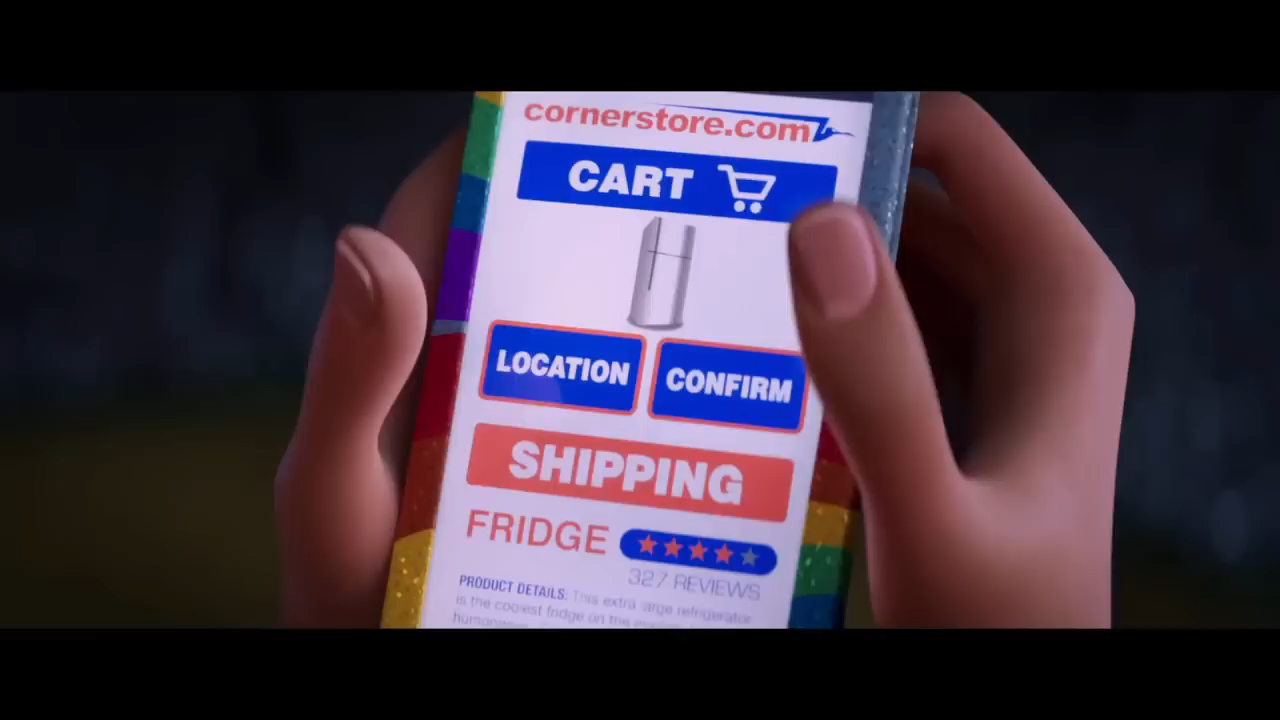 cornerstore.com
CART
LOCATION CONFIRM
SHIPPING
FRIDGE
327 REVIEWS
PRODUCT DETAILS: This extra large refrigerator
is the coolest fridge on the